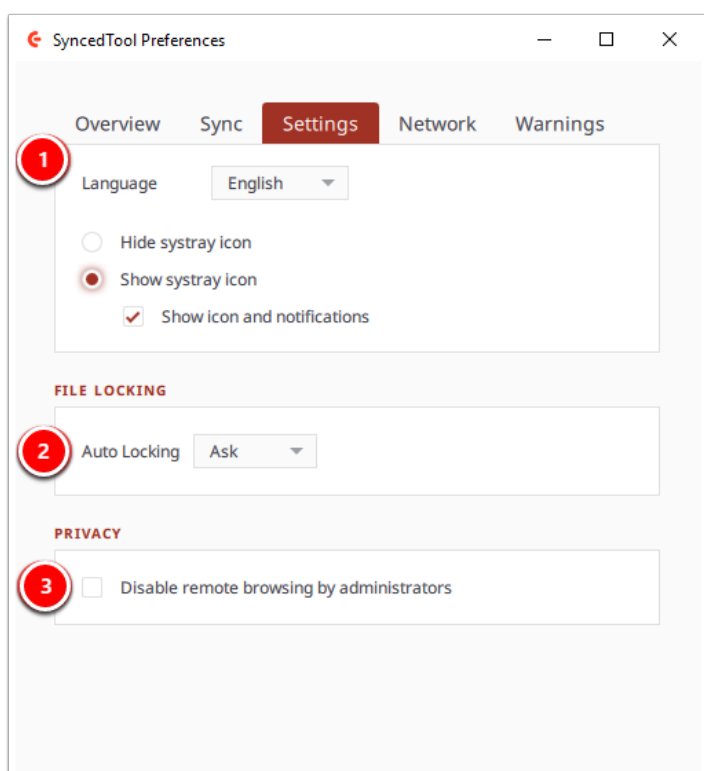 SyncedTool Preferences
Overview Sync Settings Network Warnings
1
Language English
Hide systray icon
Show systray icon
Show icon and notifications
FILE LOCKING
2
Auto Locking Ask
PRIVACY
3
Disable remote browsing by administrators